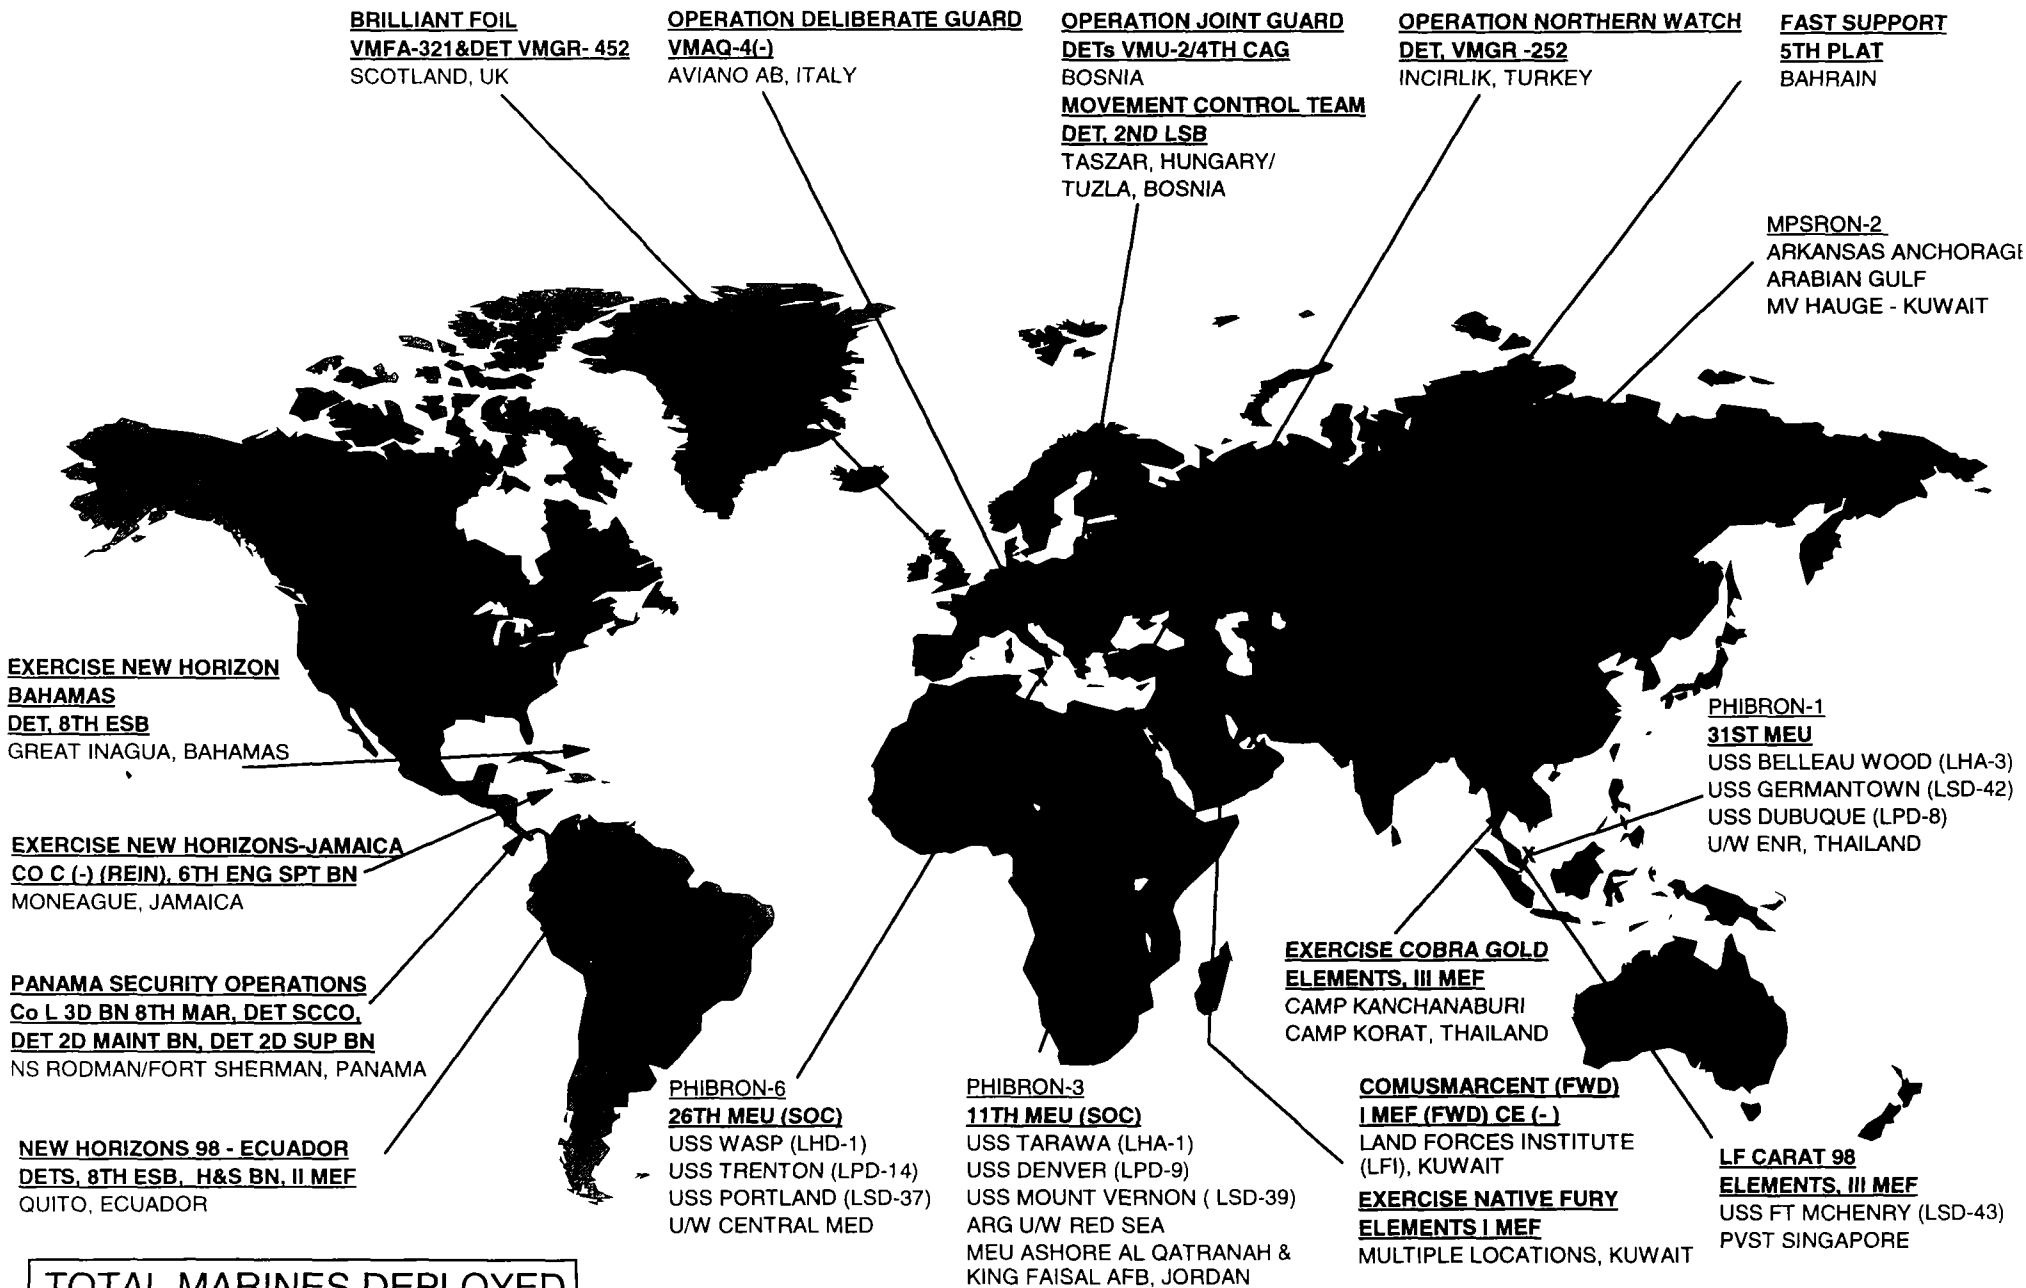 BRILLIANT FOIL
VMFA-321&DET VMGR- 452
SCOTLAND, UK
OPERATION DELIBERATE GUARD
VMAQ-4(-)
AVIANO AB, ITALY
OPERATION JOINT GUARD
DETs VMU-2/4TH CAG
BOSNIA
MOVEMENT CONTROL TEAM
DET, 2ND LSB
TASZAR, HUNGARY/
TUZLA, BOSNIA
OPERATION NORTHERN WATCH
DET, VMGR -252
INCIRLIK, TURKEY
FAST SUPPORT
5TH PLAT
BAHRAIN
MPSRON-2
ARKANSAS ANCHORAGE
ARABIAN GULF
MV HAUGE - KUWAIT
EXERCISE NEW HORIZON
BAHAMAS
DET, 8TH ESB
GREAT INAGUA, BAHAMAS
PHIBRON-1
31ST MEU
USS BELLEAU WOOD (LHA-3)
USS GERMANTOWN (LSD-42)
USS DUBUQUE (LPD-8)
U/W ENR, THAILAND
X
EXERCISE NEW HORIZONS-JAMAICA
CO C (-) (REIN), 6TH ENG SPT BN
MONEAGUE, JAMAICA
EXERCISE COBRA GOLD
ELEMENTS, III MEF
CAMP KANCHANABURI
CAMP KORAT, THAILAND
PANAMA SECURITY OPERATIONS
Co L 3D BN 8TH MAR, DET SCCO,
DET 2D MAINT BN, DET 2D SUP BN
NS RODMAN/FORT SHERMAN, PANAMA
NEW HORIZONS 98 - ECUADOR
DETS, 8TH ESB, H&S BN, II MEF
QUITO, ECUADOR
PHIBRON-6
26TH MEU (SOC)
USS WASP (LHD-1)
USS TRENTON (LPD-14)
USS PORTLAND (LSD-37)
U/W CENTRAL MED
PHIBRON-3
11TH MEU (SOC)
USS TARAWA (LHA-1)
USS DENVER (LPD-9)
USS MOUNT VERNON ( LSD-39)
ARG U/W RED SEA
MEU ASHORE AL QATRANAH &
KING FAISAL AFB, JORDAN
COMUSMARCENT (FWD)
I MEF (FWD) CE (- )
LAND FORCES INSTITUTE
(LFI), KUWAIT
EXERCISE NATIVE FURY
ELEMENTS I MEF
MULTIPLE LOCATIONS, KUWAIT
LF CARAT 98
ELEMENTS, III MEF
USS FT MCHENRY (LSD-43)
PVST SINGAPORE
TOTAL MARINES DEPLOYED